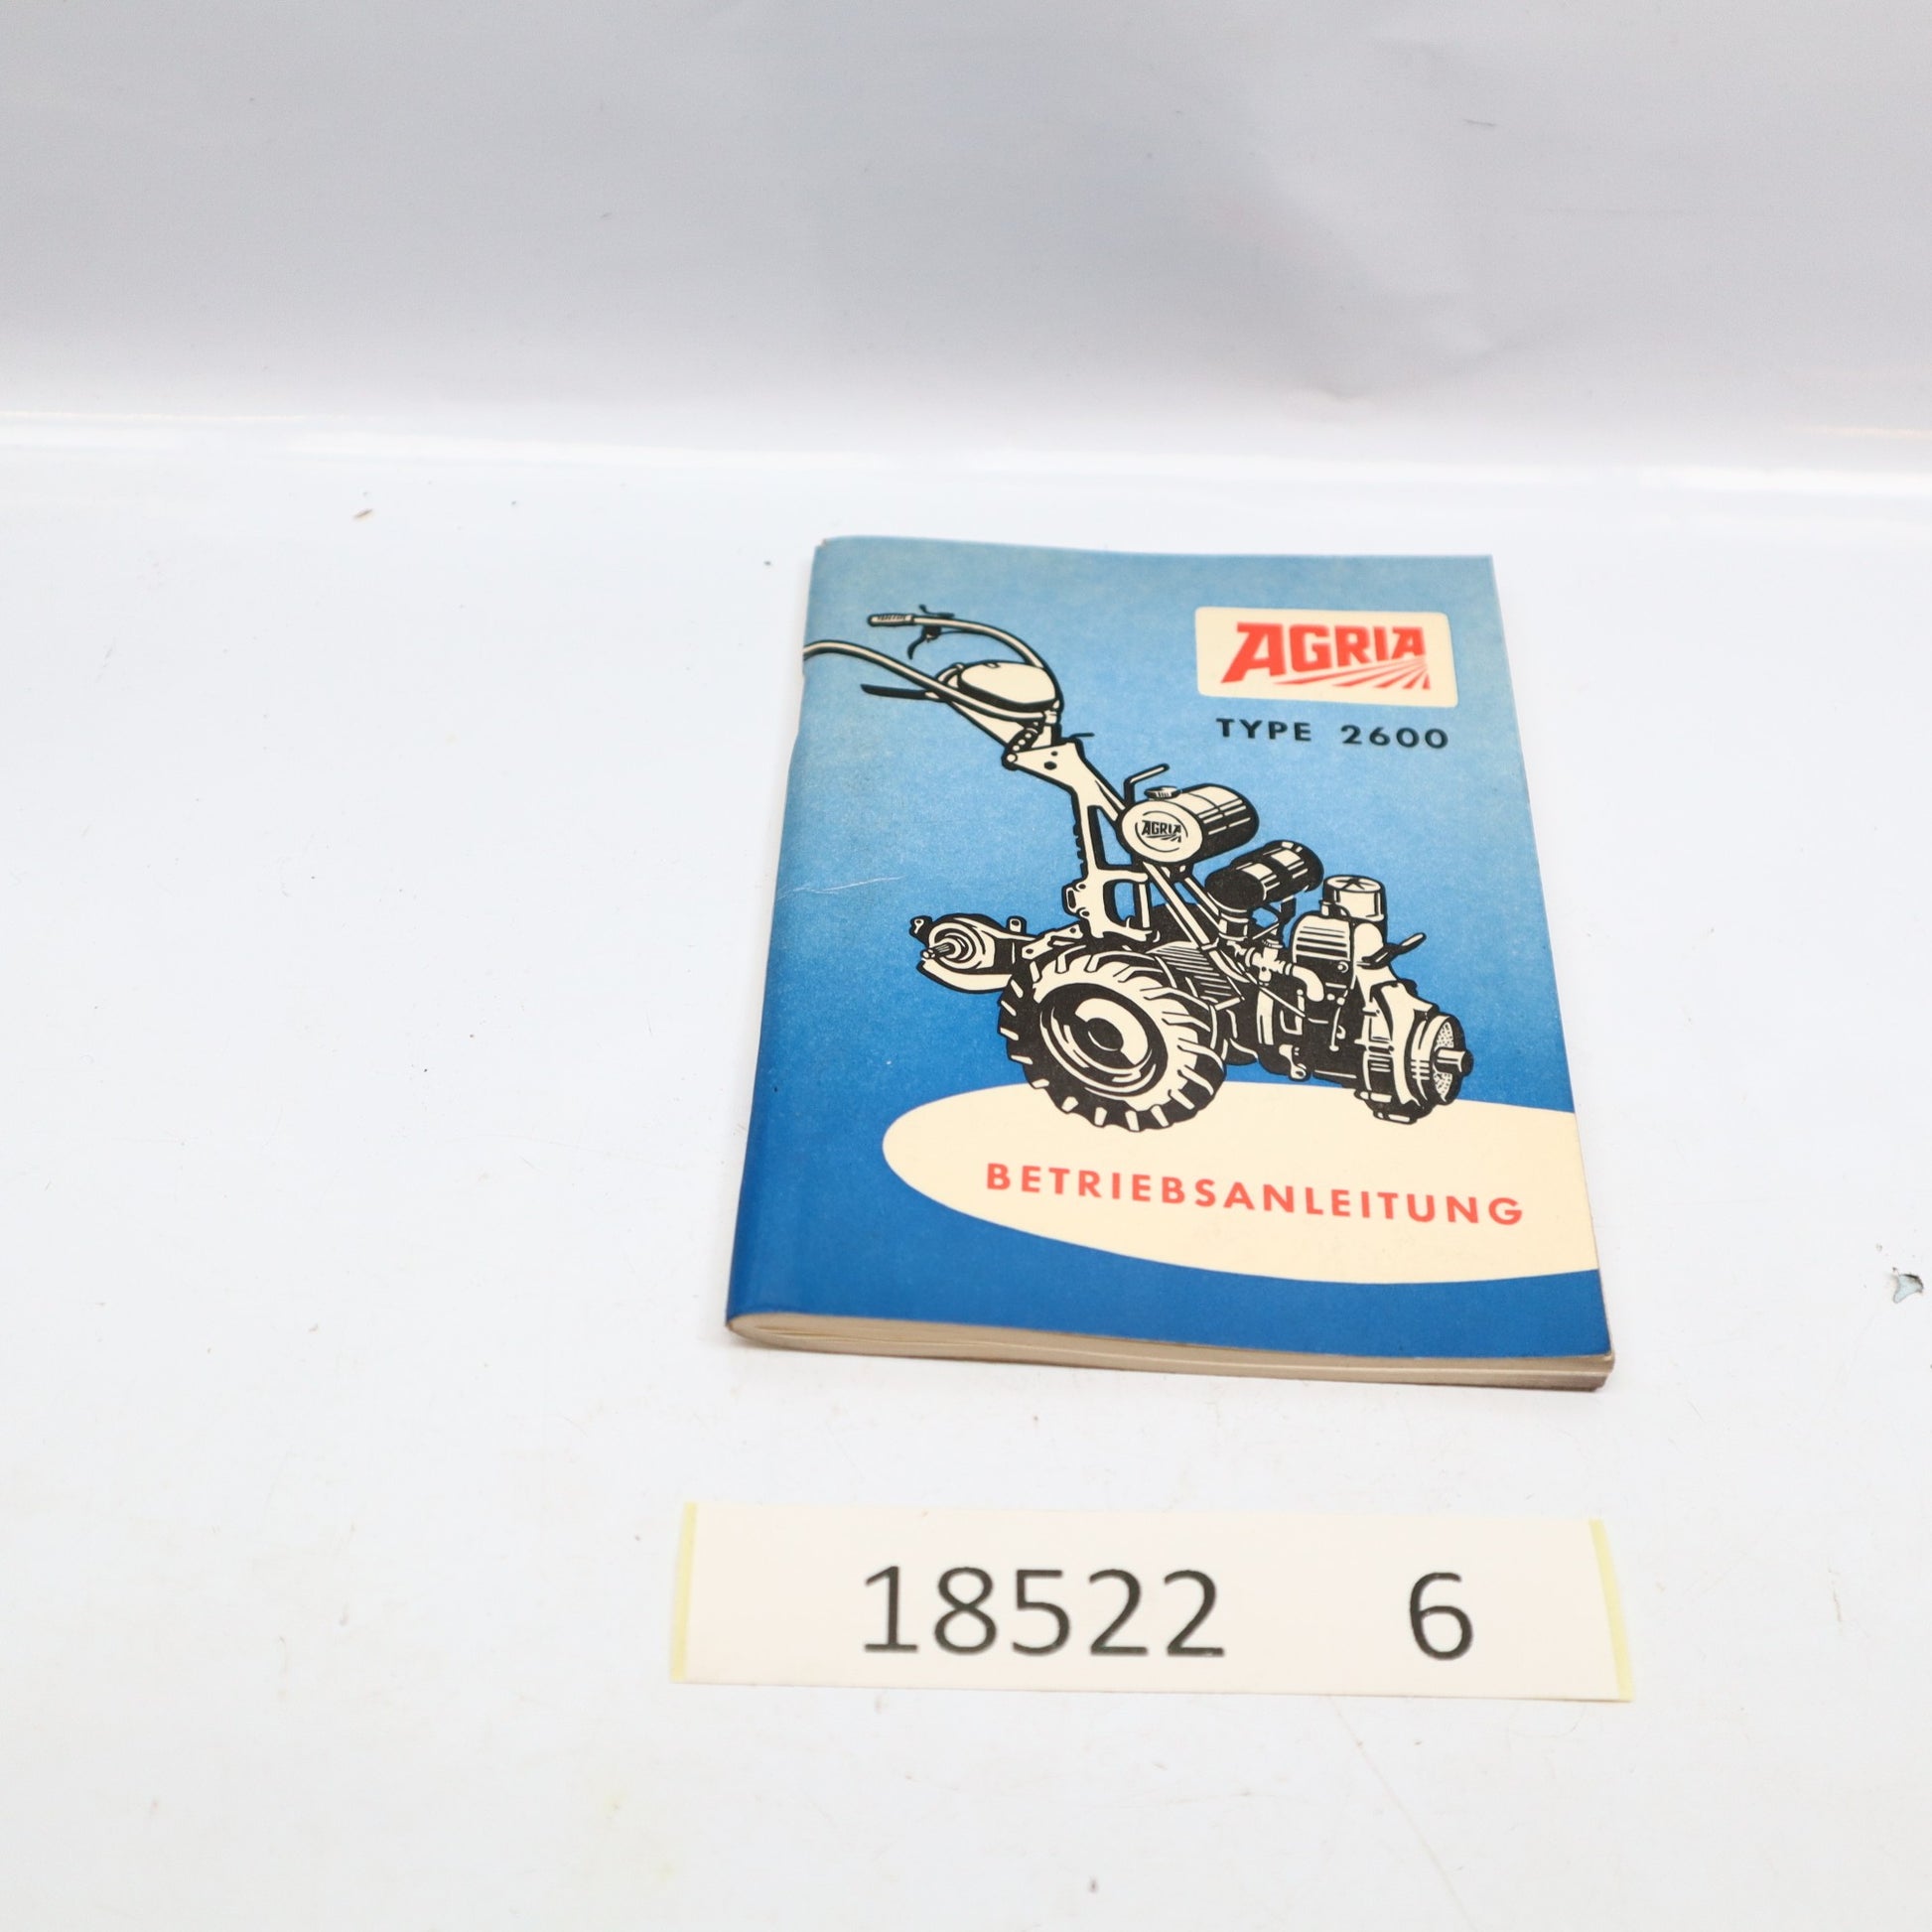 AGRIA
TYPE 2600
AGRIA
BETRIEBSANLEITUNG
18522 6